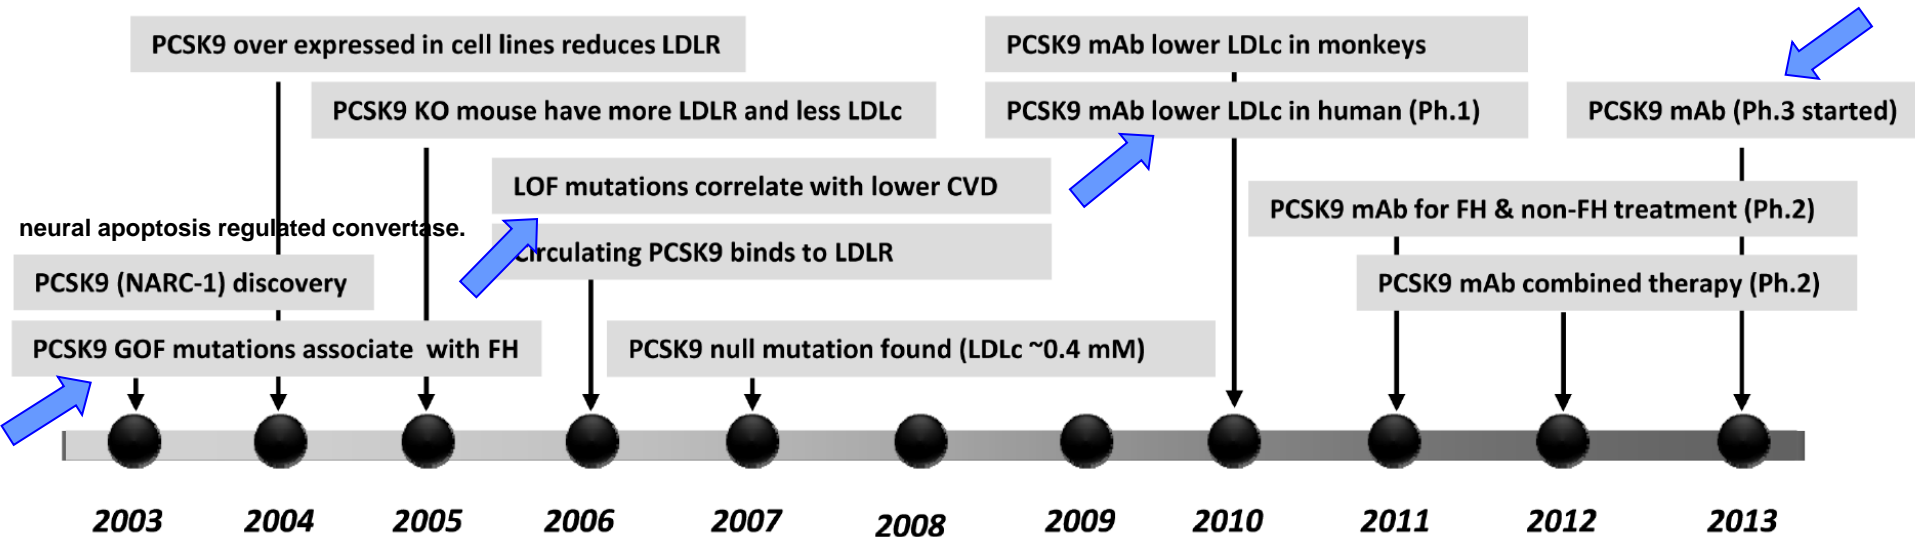 PCSK9 over expressed in cell lines reduces LDLR
PCSK9 mAb lower LDLc in monkeys
PCSK9 KO mouse have more LDLR and less LDLc
PCSK9 mAb lower LDLc in human (Ph.1)
PCSK9 mAb (Ph.3 started)
LOF mutations correlate with lower CVD
PCSK9 mAb for FH & non-FH treatment (Ph.2)
neural apoptosis regulated convertase.
Circulating PCSK9 binds to LDLR
PCSK9 (NARC-1) discovery
PCSK9 mAb combined therapy (Ph.2)
PCSK9 GOF mutations associate with FH
PCSK9 null mutation found (LDLc ~0.4 mM)
2003 2004 2005 2006 2007 2008 2009 2010 2011 2012 2013